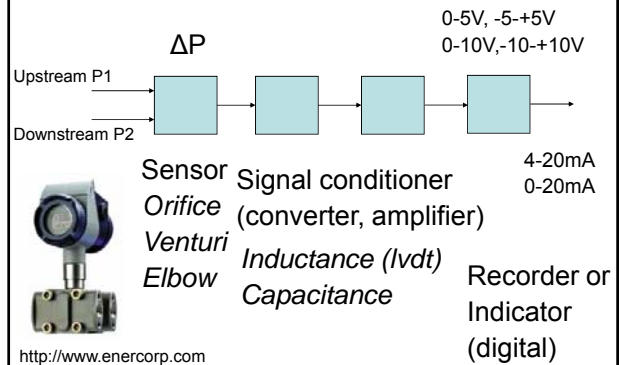 0-5V, -5-+5V
ΔP
0-10V,-10-+10V
Upstream P1
Downstream P2
4-20mA
0-20mA
Sensor
Orifice
Venturi
Elbow
Signal conditioner
(converter, amplifier)
Inductance (lvdt)
Capacitance
Recorder or
Indicator
(digital)
http://www.enercorp.com